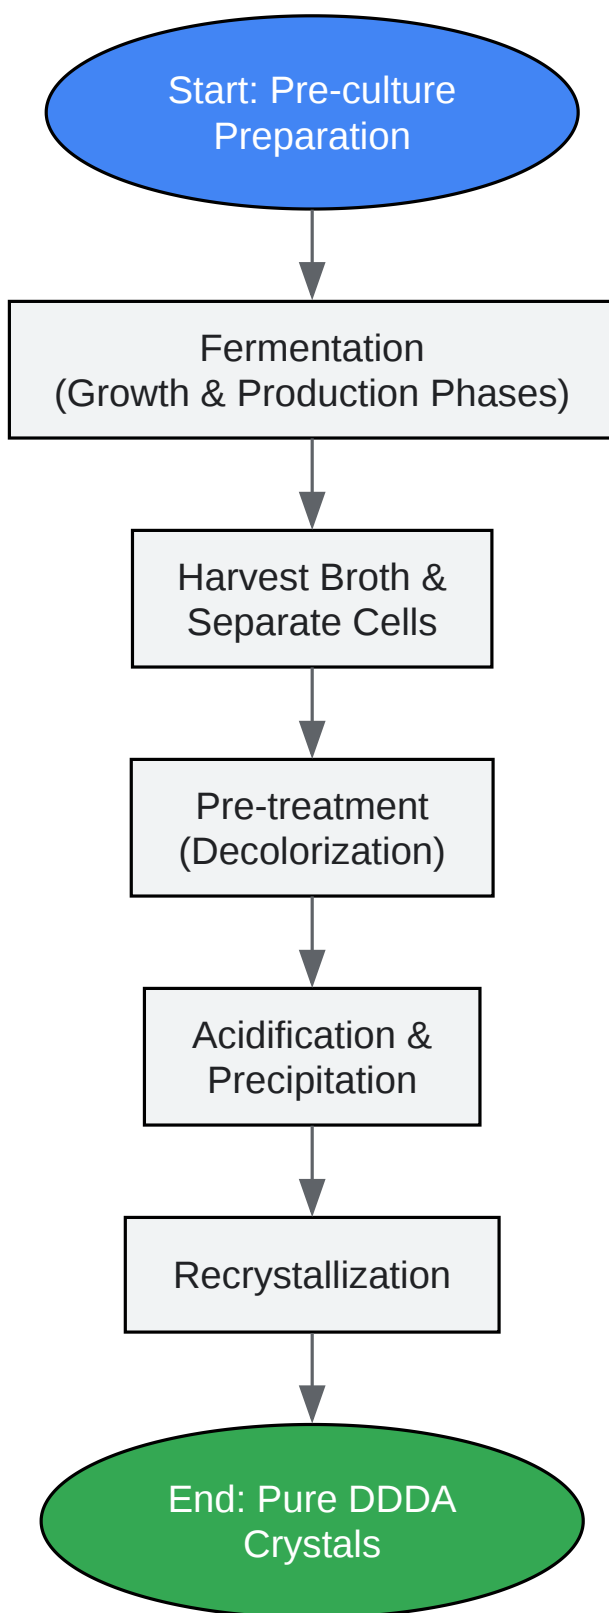 Start: Pre-culture
Preparation
Fermentation
(Growth & Production Phases)
Harvest Broth &
Separate Cells
Pre-treatment
(Decolorization)
Acidification &
Precipitation
Recrystallization
End: Pure DDDA
Crystals